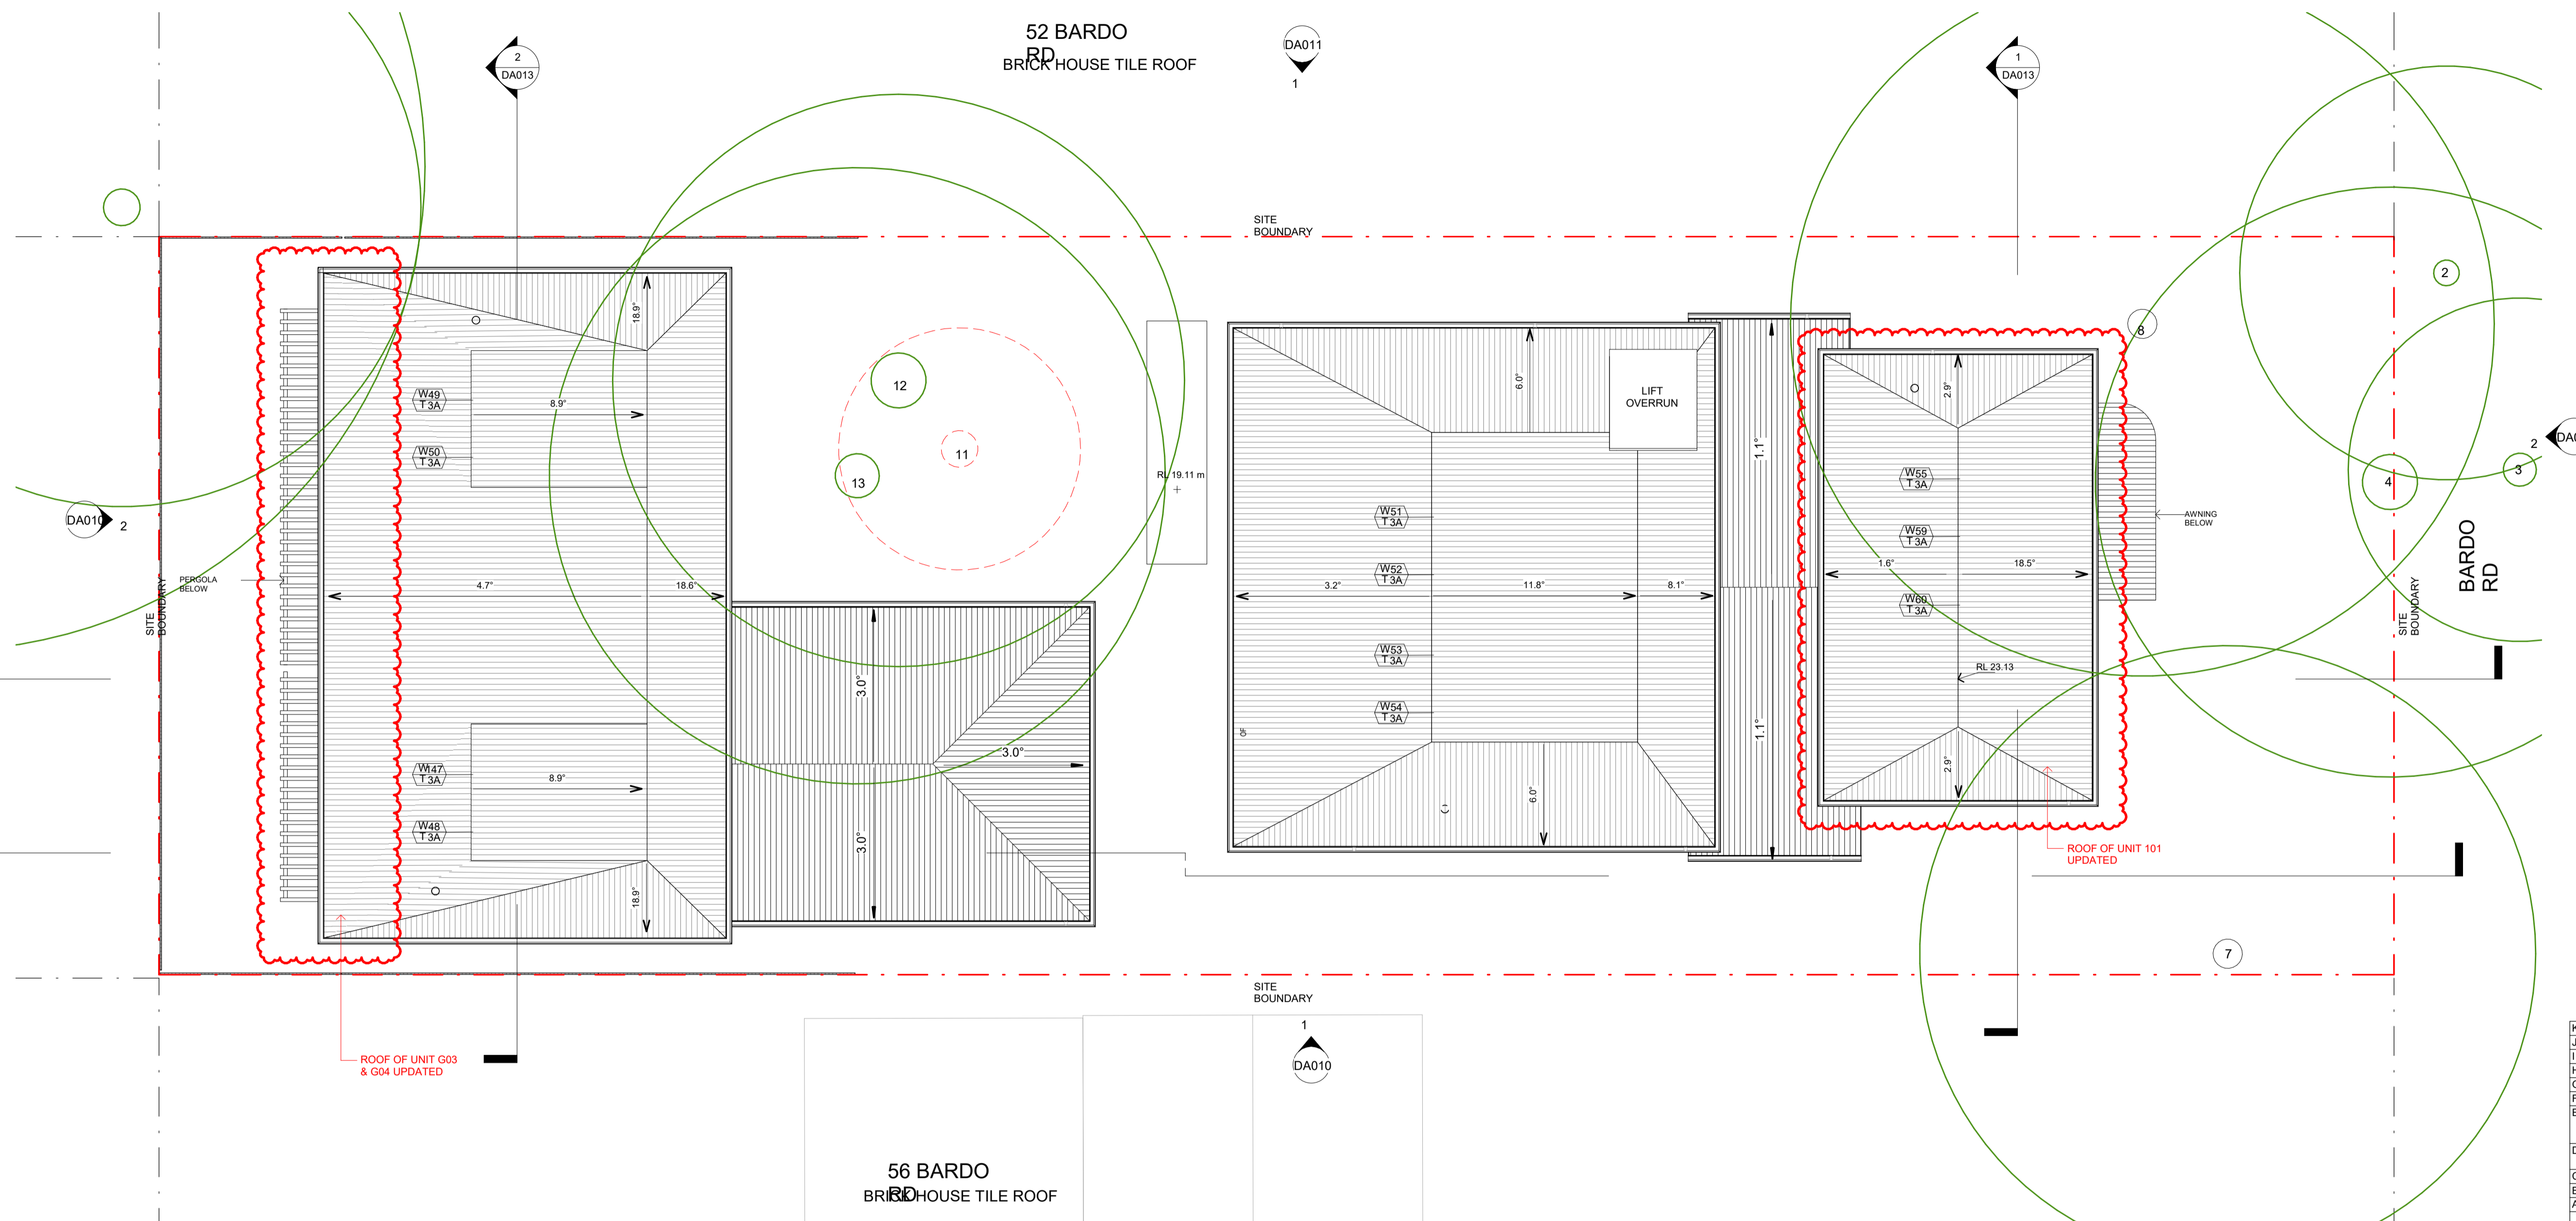 52 BARDO
RD
BRICK HOUSE TILE ROOF
DA011
1
2
DA013
1
DA013
SITE
BOUNDARY
2
8
18.9°
12
11
13
W49
T 3A
8.9°
W50
T 3A
6.0°
LIFT
OVERRUN
1.1°
2.9°
RL 19.11 m
W55
T 3A
4
3
2
DA010
2
W51
T 3A
W59
T 3A
AWNING
BELOW
BARDO
RD
PERGOLA
BELOW
SITE
BOUNDARY
4.7°
18.6°
W52
T 3A
3.2°
11.8°
8.1°
1.6°
18.5°
W60
T 3A
SITE
BOUNDARY
3.0°
W53
T 3A
RL 23.13
W54
T 3A
1.1°
3.0°
8.9°
T 3A
W48
T 3A
3.0°
6.0°
2.9°
18.9°
ROOF OF UNIT 101
UPDATED
7
SITE
BOUNDARY
1
DA010
ROOF OF UNIT G03
& G04 UPDATED
56 BARDO
RD
BRICK HOUSE TILE ROOF
J
I
D
A